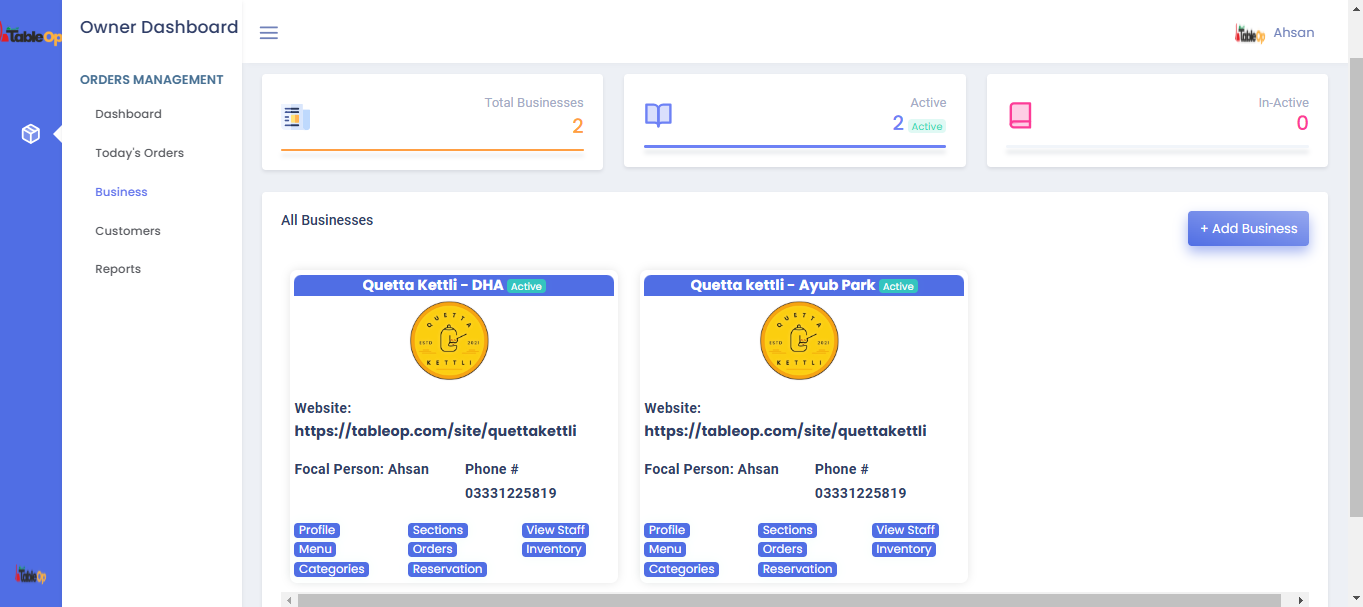 TableOp
Owner Dashboard
TableOp
Ahsan
ORDERS MANAGEMENT
Dashboard
Today's Orders
Business
Customers
Reports
TableOp
Total Businesses
2
Active
2 Active
In-Active
0
All Businesses
+ Add Business
Quetta Kettli - DHA Active
QUETTA
ESTD 2021
KETTLI
Website:
https://tableop.com/site/quettakettli
Focal Person: Ahsan
Phone #
03331225819
Profile
Sections
View Staff
Menu
Orders
Inventory
Categories
Reservation
Quetta kettli - Ayub Park Active
QUETTA
ESTD 2021
KETTLI
Website:
https://tableop.com/site/quettakettli
Focal Person: Ahsan
Phone #
03331225819
Profile
Sections
View Staff
Menu
Orders
Inventory
Categories
Reservation